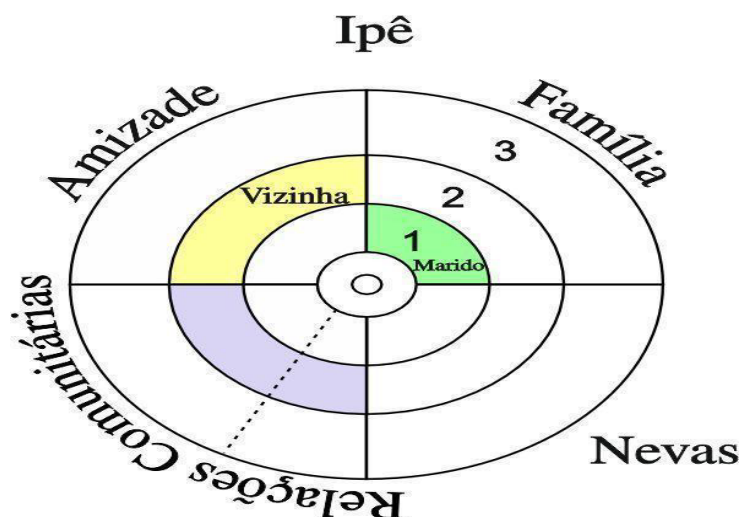 Ipê
Amizade
Família
3
Vizinha
2
1
Marido
Relações Comunitárias
Nevas